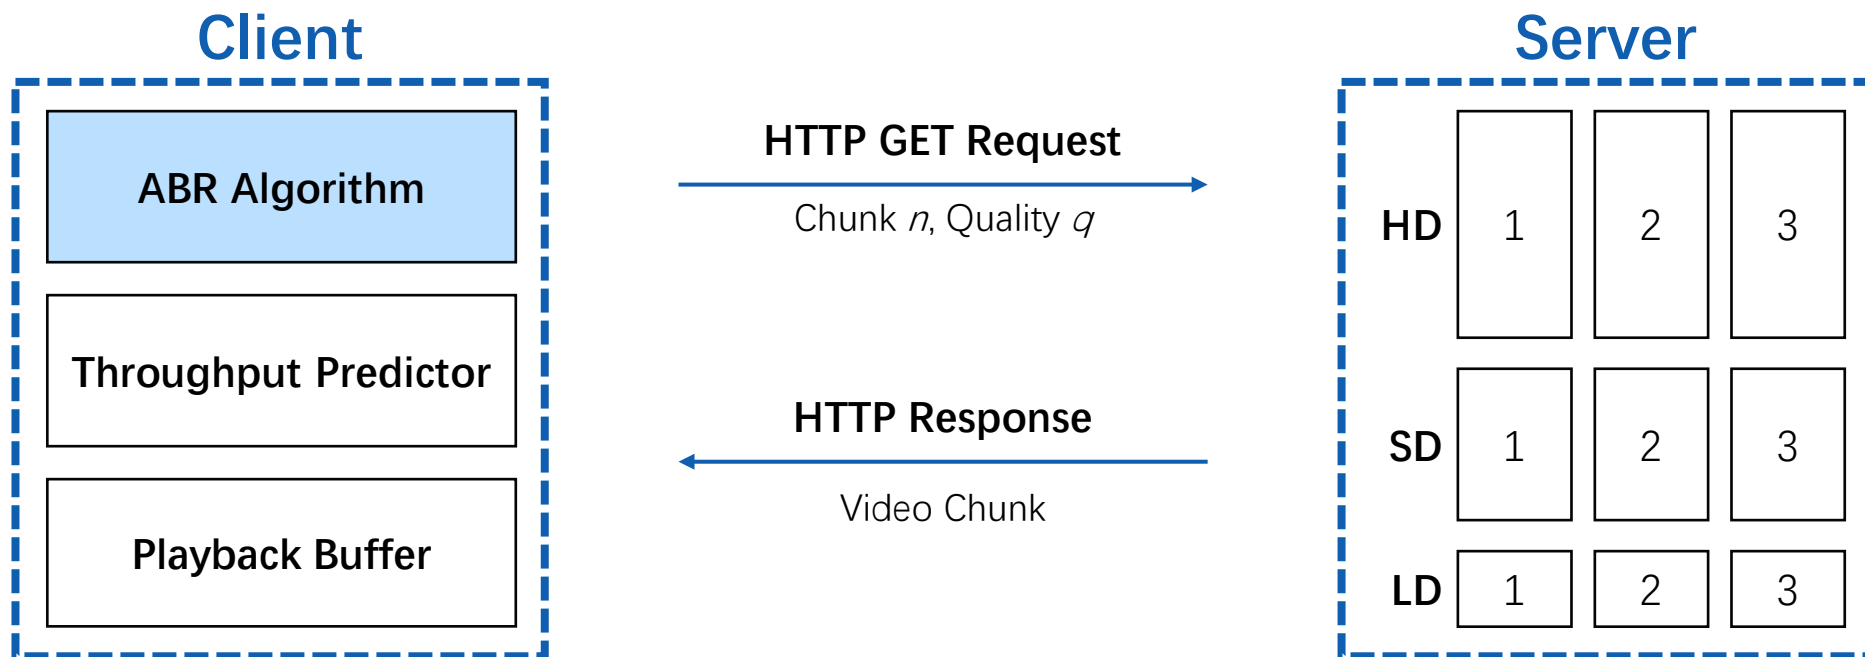 Client
ABR Algorithm
Throughput Predictor
Playback Buffer
HTTP GET Request
Chunk n, Quality q
HTTP Response
Video Chunk
Server
HD 1 2 3
SD 1 2 3
LD 1 2 3